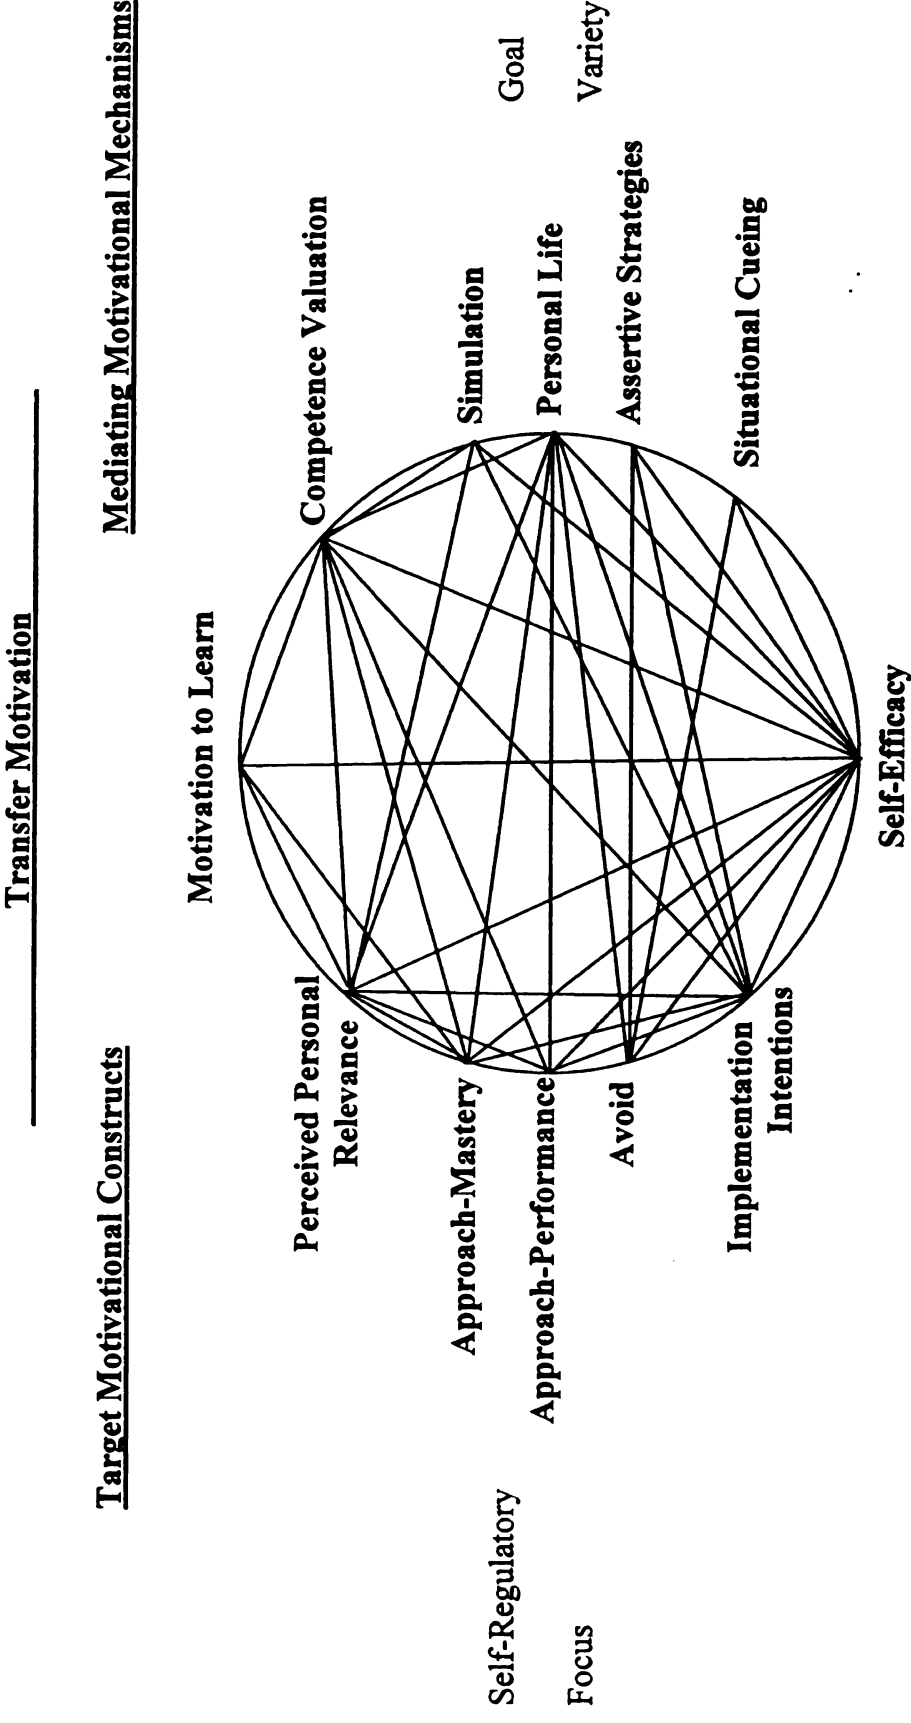 Transfer Motivation
Target Motivational Constructs
Mediating Motivational Mechanisms
Motivation to Learn
Perceived Personal
Relevance
Competence Valuation
Approach-Mastery
Simulation
Self-Regulatory
Goal
Approach-Performance
Personal Life
Focus
Variety
Avoid
Assertive Strategies
Implementation
Intentions
Situational Cueing
Self-Efficacy